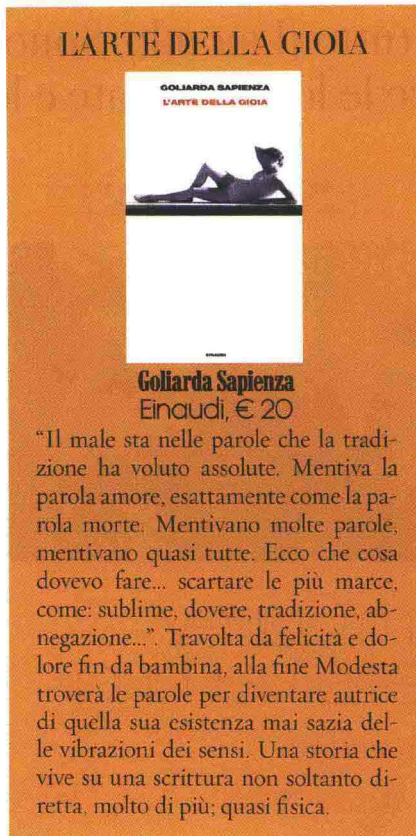 L'ARTE DELLA GIOIA
GOLIARDA SAPIENZA
L'ARTE DELLA GIOIA
EINAUDI
Goliarda Sapienza
Einaudi, € 20
“Il male sta nelle parole che la tradi-
zione ha voluto assolute. Mentiva la
parola amore, esattamente come la pa-
rola morte. Mentivano molte parole,
mentivano quasi tutte. Ecco che cosa
dovevo fare... scartare le più marce,
come: sublime, dovere, tradizione, ab-
negazione...”. Travolta da felicità e do-
lore fin da bambina, alla fine Modesta
troverà le parole per diventare autrice
di quella sua esistenza mai sazia del-
le vibrazioni dei sensi. Una storia che
vive su una scrittura non soltanto di-
retta, molto di più; quasi fisica.